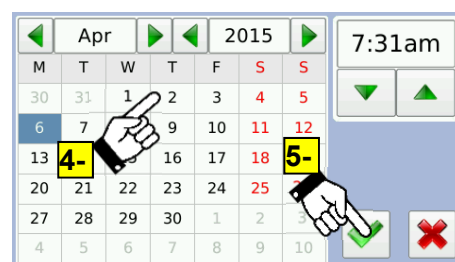 Apr 2015 7:31am
M T W T F S S
30 31 1 2 3 4 5
6 7 9 10 11 12
13 4- 16 17 18 5-
20 21 22 23 24 25
27 28 29 30 1 2 3
4 5 6 7 8 9 10